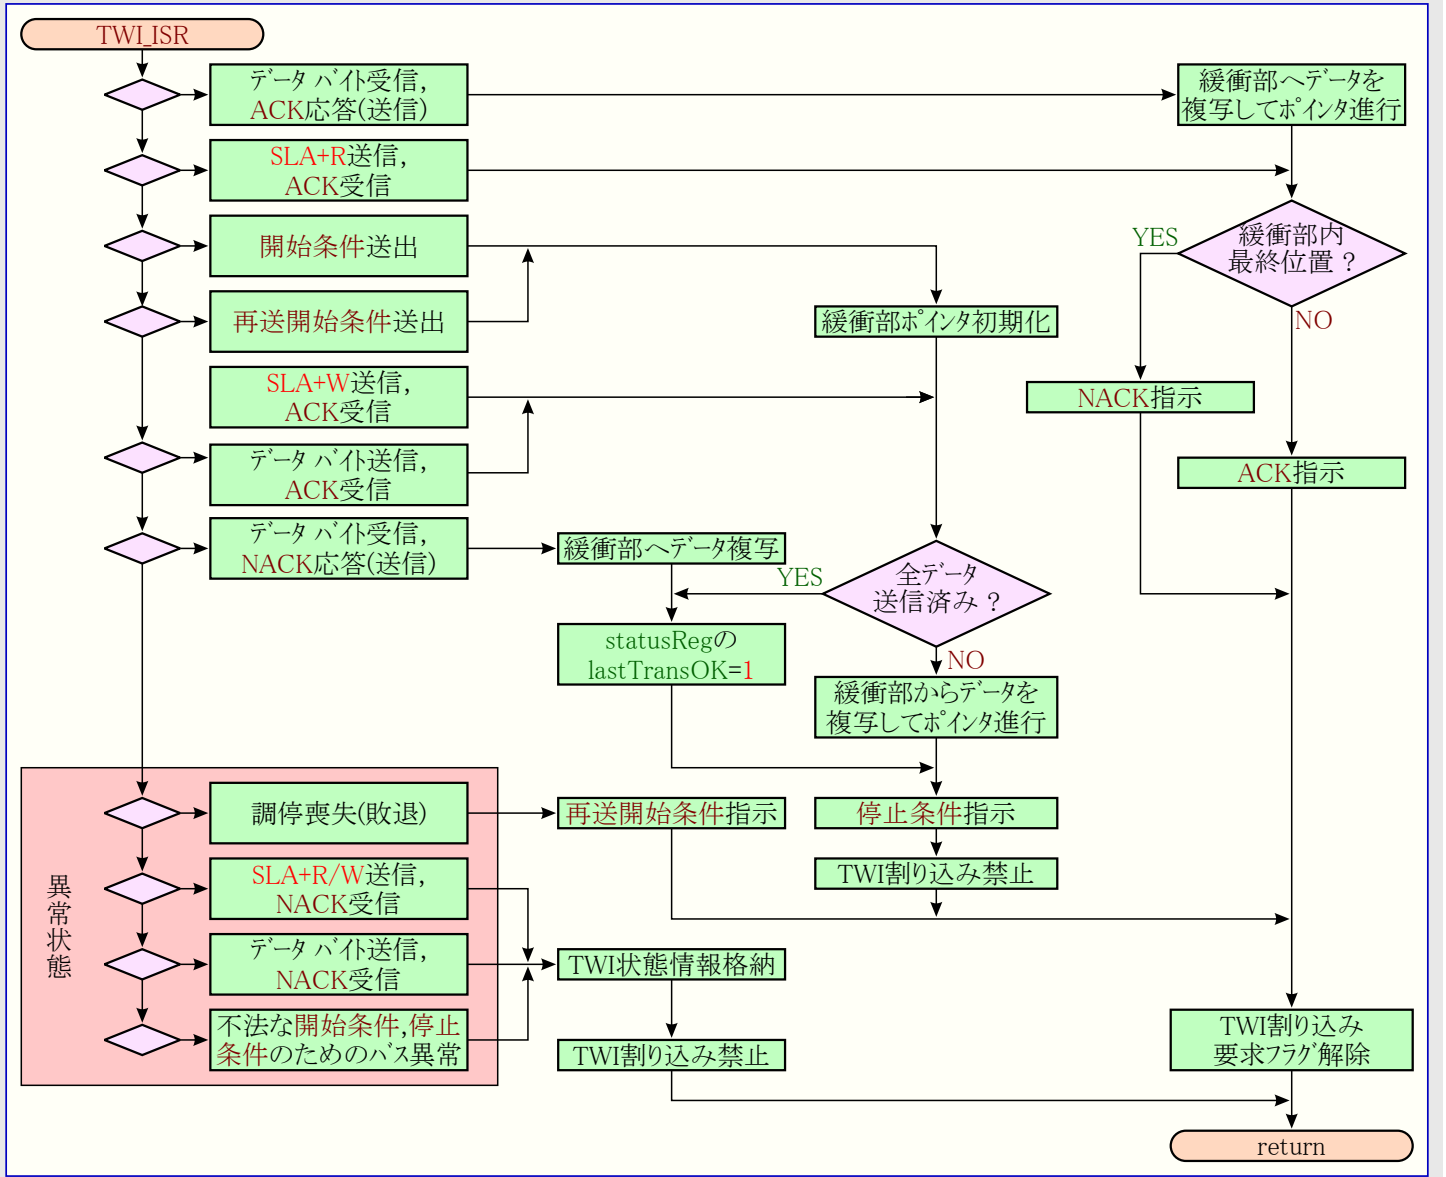 TWI_ISR
データ バイト受信,
ACK応答(送信)
緩衝部へデータを
複写してポインタ進行
SLA+R送信,
ACK受信
開始条件送出
緩衝部内
最終位置 ?
YES
NO
再送開始条件送出
緩衝部ポインタ初期化
SLA+W送信,
ACK受信
NACK指示
データ バイト送信,
ACK受信
ACK指示
データ バイト受信,
NACK応答(送信)
緩衝部へデータ複写
YES
全データ
送信済み ?
NO
statusRegの
lastTransOK=1
緩衝部からデータを
複写してポインタ進行
異常状態
調停喪失(敗退)
再送開始条件指示
停止条件指示
SLA+R/W送信,
NACK受信
TWI割り込み禁止
データ バイト送信,
NACK受信
TWI状態情報格納
不法な開始条件,停止
条件のためのバス異常
TWI割り込み禁止
TWI割り込み
要求フラグ解除
return